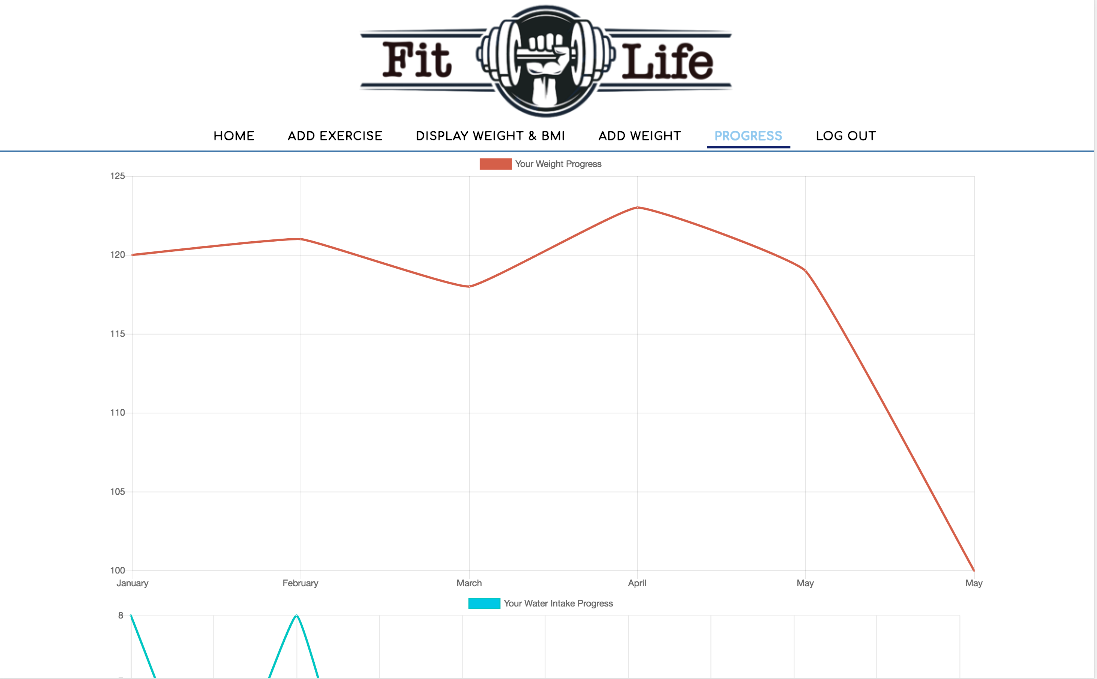 Fit Life
HOME ADD EXERCISE DISPLAY WEIGHT & BMI ADD WEIGHT PROGRESS LOG OUT
Your Weight Progress
125
120
115
110
105
100
January February March April May May
Your Water Intake Progress
8